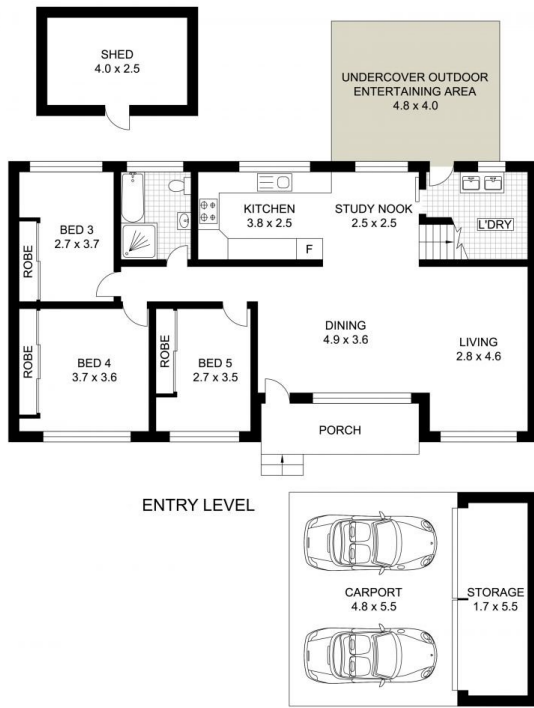 SHED
4.0 x 2.5
UNDERCOVER OUTDOOR
ENTERTAINING AREA
4.8 x 4.0
BED 3
2.7 x 3.7
ROBE
KITCHEN
3.8 x 2.5
F
STUDY NOOK
2.5 x 2.5
L'DRY
ROBE
BED 4
3.7 x 3.6
ROBE
BED 5
2.7 x 3.5
DINING
4.9 x 3.6
LIVING
2.8 x 4.6
PORCH
ENTRY LEVEL
CARPORT
4.8 x 5.5
STORAGE
1.7 x 5.5